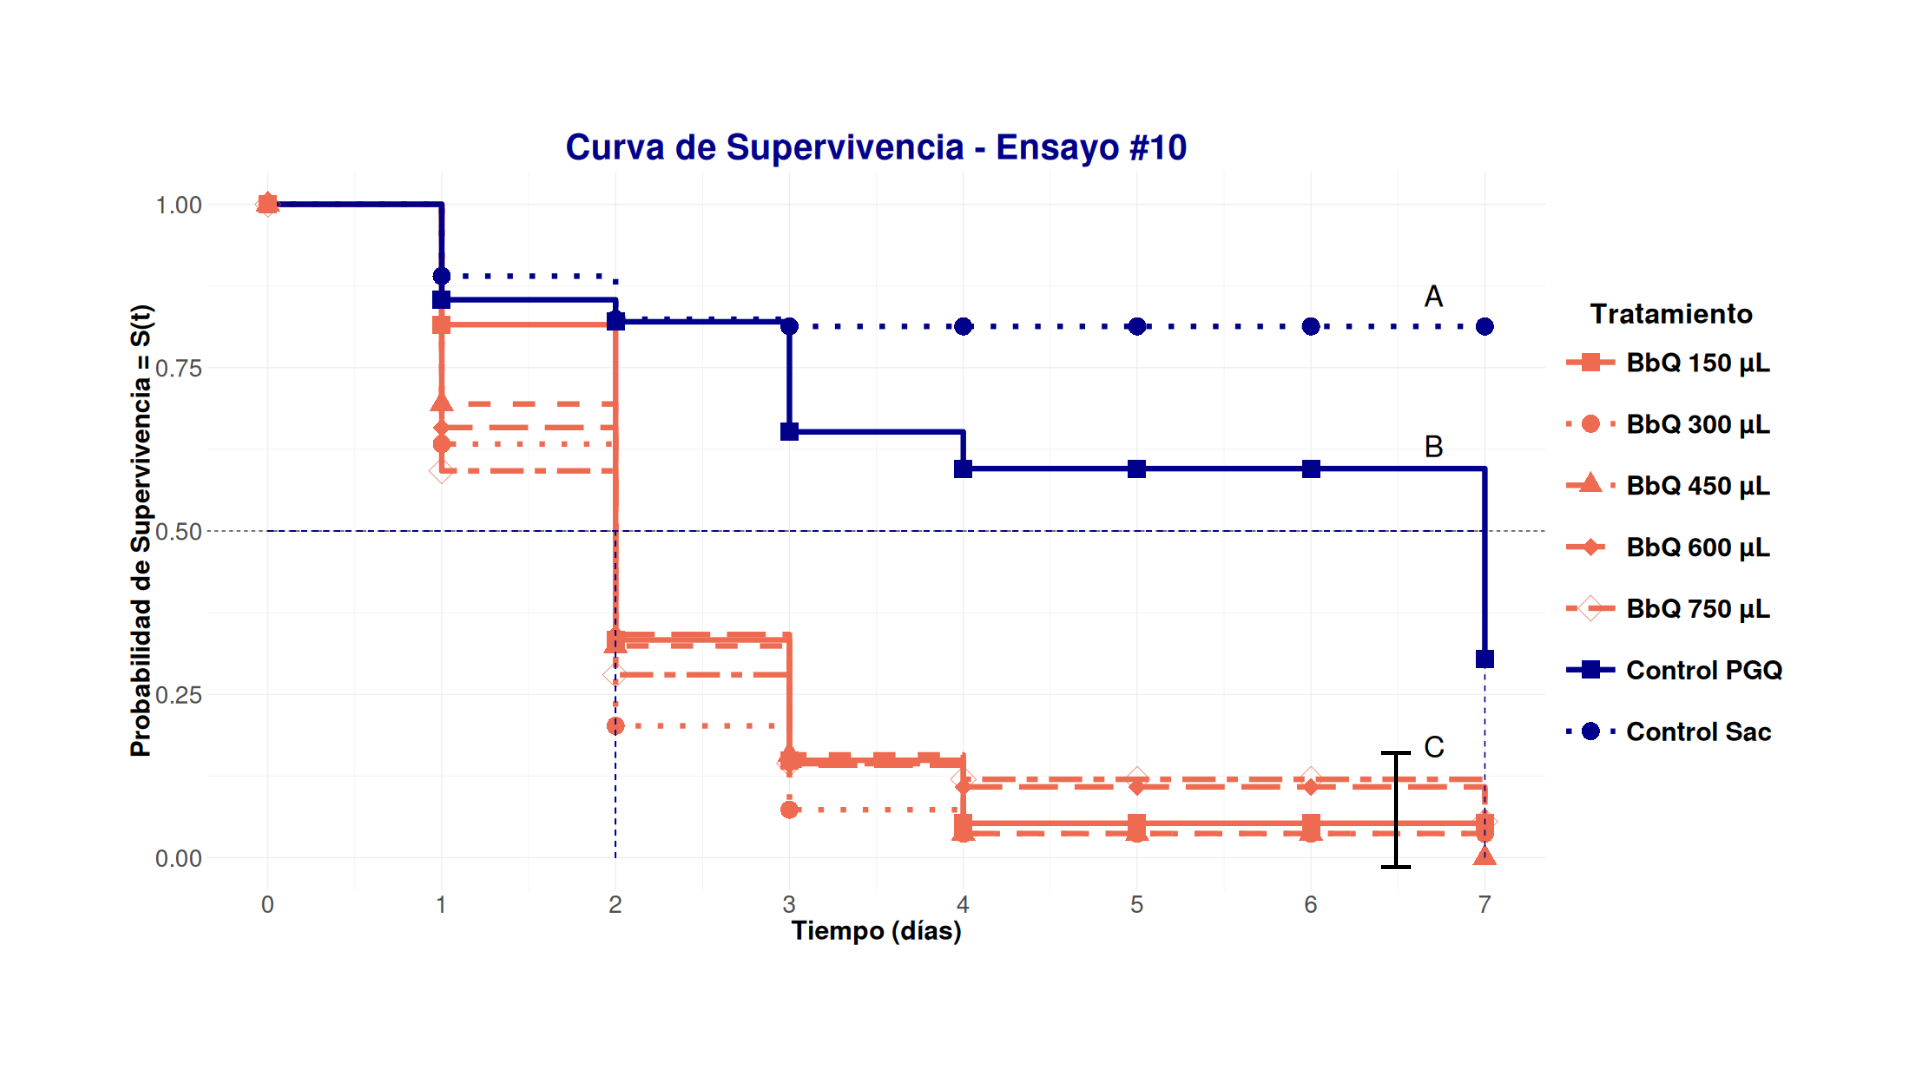 Curva de Supervivencia - Ensayo #10
Probabilidad de Supervivencia = S(t)
1.00
0.75
0.50
0.25
0.00
A
B
C
0 1 2 3 4 5 6 7
Tiempo (días)
Tratamiento
BbQ 150 µL
BbQ 300 µL
BbQ 450 µL
BbQ 600 µL
BbQ 750 µL
Control PGQ
Control Sac